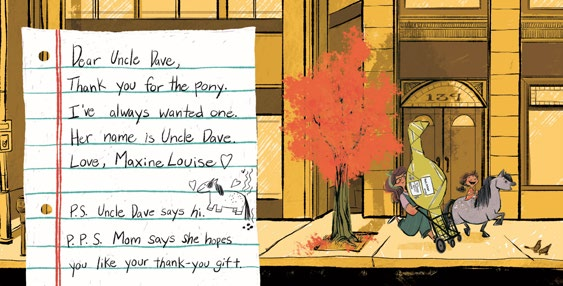 Dear Uncle Dave,
Thank you for the pony.
I've always wanted one.
Her name is Uncle Dave.
Love, Maxine Louise ♡
P.S. Uncle Dave says hi.
P.P.S. Mom says she hopes
you like your thank-you gift.
134